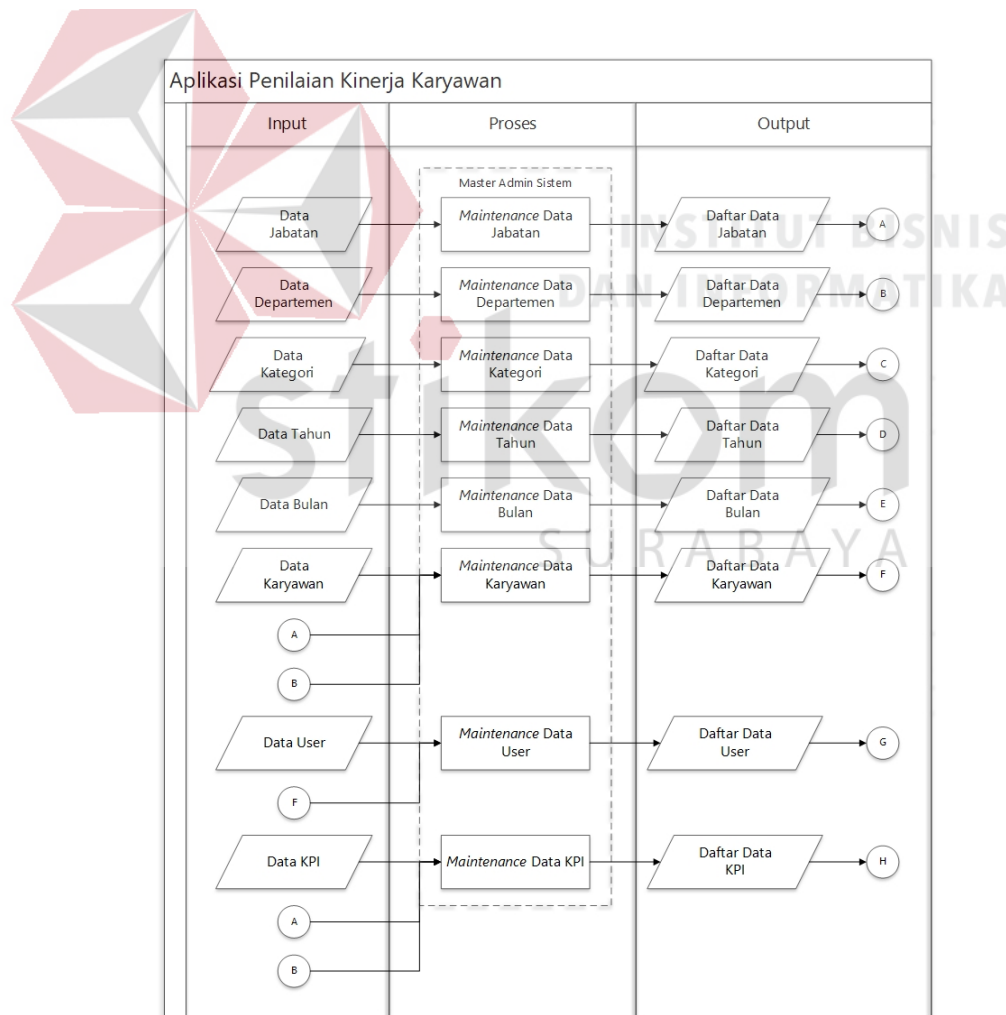 Aplikasi Penilaian Kinerja Karyawan
Input
Proses
Output
Master Admin Sistem
Data
Jabatan
Maintenance Data
Jabatan
Daftar Data
Jabatan
A
INSTITUT BISNIS
DAN INFORMATIKA
Data
Departemen
Maintenance Data
Departemen
Daftar Data
Departemen
B
Data
Kategori
Maintenance Data
Kategori
Daftar Data
Kategori
C
stikom
SURABAYA
Data Tahun
Maintenance Data
Tahun
Daftar Data
Tahun
D
Data Bulan
Maintenance Data
Bulan
Daftar Data
Bulan
E
Data
Karyawan
Maintenance Data
Karyawan
Daftar Data
Karyawan
F
A
B
Data User
Maintenance Data
User
Daftar Data
User
G
F
Data KPI
Maintenance Data KPI
Daftar Data
KPI
H
A
B